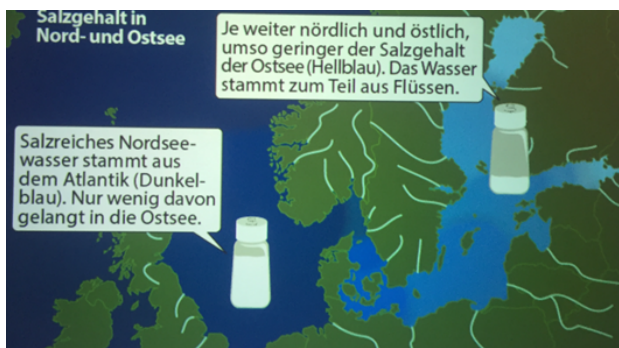 Salzgehalt in
Nord- und Ostsee
Je weiter nördlich und östlich,
umso geringer der Salzgehalt
der Ostsee (Hellblau). Das Wasser
stammt zum Teil aus Flüssen.
Salzreiches Nordsee-
wasser stammt aus
dem Atlantik (Dunkel-
blau). Nur wenig davon
gelangt in die Ostsee.